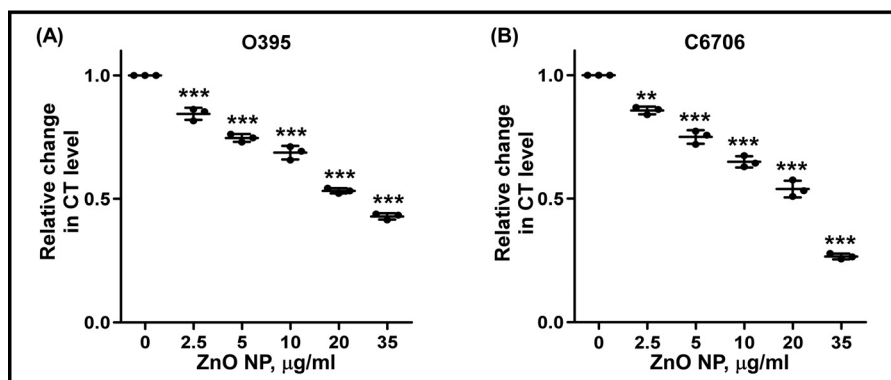 (A)
O395
Relative change
in CT level
1.0
0.5
0.0
***
***
***
***
***
0
2.5
5
10
20
35
ZnO NP, μg/ml
(B)
C6706
Relative change
in CT level
1.0
0.5
0.0
**
***
***
***
***
0
2.5
5
10
20
35
ZnO NP, μg/ml